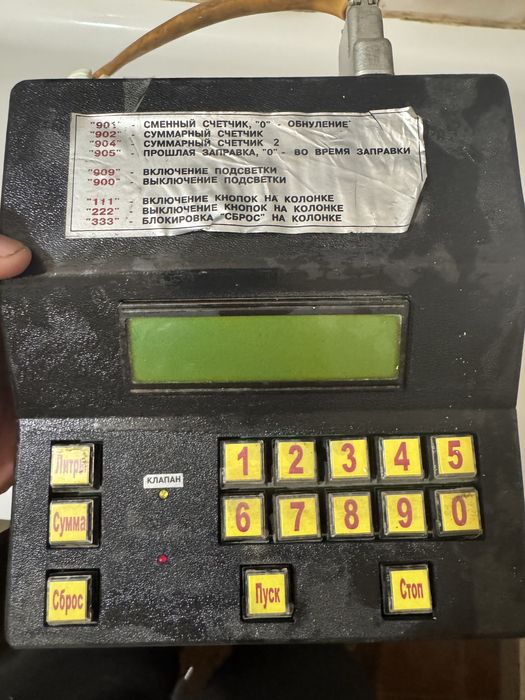 "901" - СМЕННЫЙ СЧЕТЧИК, "0" - ОБНУЛЕНИЕ
"902" - СУММАРНЫЙ СЧЕТЧИК
"904" - СУММАРНЫЙ СЧЕТЧИК 2
"905" - ПРОШЛАЯ ЗАПРАВКА, "0" - ВО ВРЕМЯ ЗАПРАВКИ
"909" - ВКЛЮЧЕНИЕ ПОДСВЕТКИ
"900" - ВЫКЛЮЧЕНИЕ ПОДСВЕТКИ
"111" - ВКЛЮЧЕНИЕ КНОПОК НА КОЛОНКЕ
"222" - ВЫКЛЮЧЕНИЕ КНОПОК НА КОЛОНКЕ
"333" - БЛОКИРОВКА "СБРОС" НА КОЛОНКЕ
Литры 1 2 3 4 5
КЛАПАН
Сумма 6 7 8 9 0
Сброс Пуск Стоп